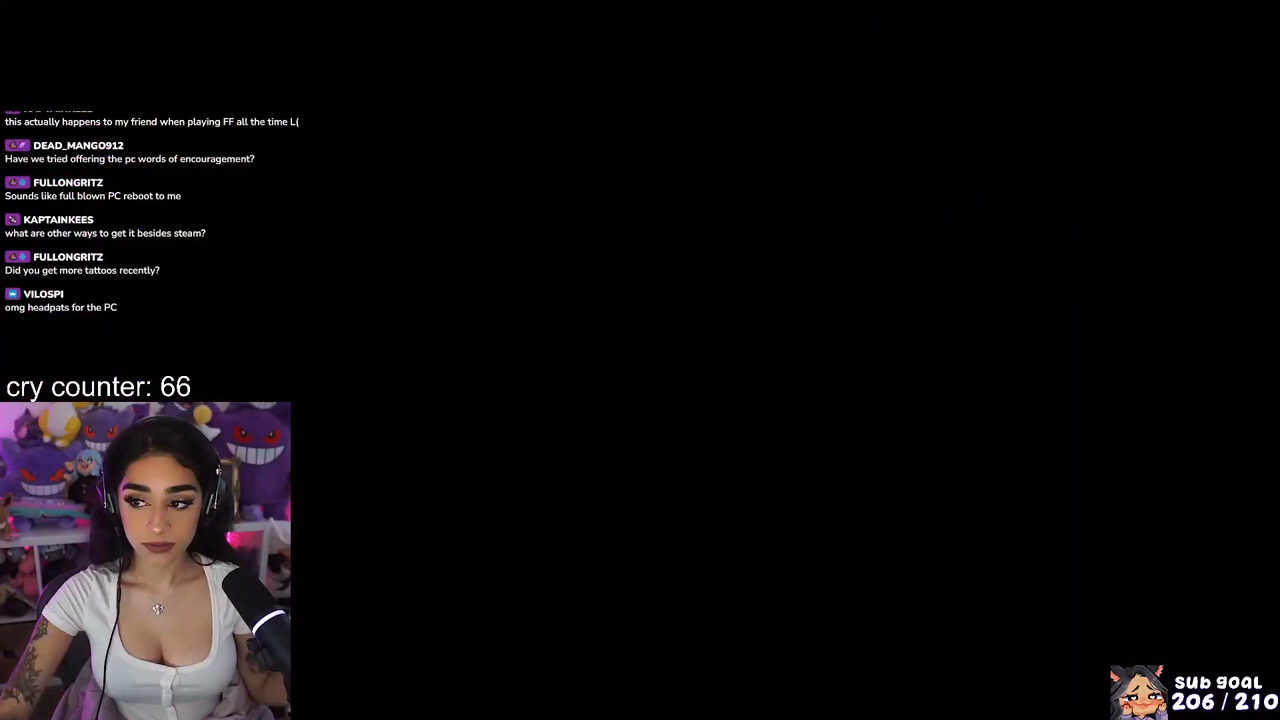 this actually happens to my friend when playing FF all the time L(
DEAD_MANGO912
Have we tried offering the pc words of encouragement?
FULLONGRITZ
Sounds like full blown PC reboot to me
KAPTAINKEES
what are other ways to get it besides steam?
FULLONGRITZ
Did you get more tattoos recently?
VILOSPI
omg headpats for the PC
cry counter: 66
sub goal
206 / 210